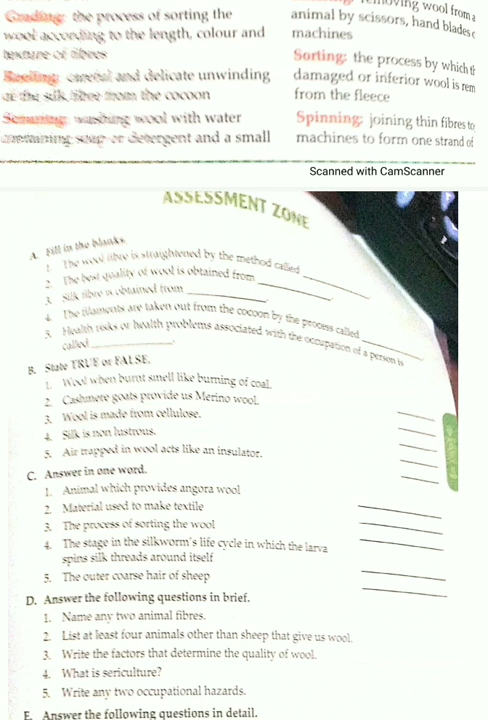 Grading: the process of sorting the
wool according to the length, colour and
texture of fibres
Reeling: careful and delicate unwinding
of the silk fibre from the cocoon
Scouring: washing wool with water
containing soap or detergent and a small
removing wool from a
animal by scissors, hand blades
machines
Sorting: the process by which
damaged or inferior wool is
from the fleece
Spinning: joining thin fibres to
machines to form one strand of
Scanned with CamScanner
ASSESSMENT ZONE
A. Fill in the blanks.
1. The wool fibre is straightened by the method called
2. The best quality of wool is obtained from
3. Silk fibre is obtained from
4. The filaments are taken out from the cocoon by the process called
5. Health risks or health problems associated with the occupation of a person is
called
B. State TRUE or FALSE.
1. Wool when burnt smell like burning of coal.
2. Cashmere goats provide us Merino wool.
3. Wool is made from cellulose.
4. Silk is non lustrous.
5. Air trapped in wool acts like an insulator.
C. Answer in one word.
1. Animal which provides angora wool
2. Material used to make textile
3. The process of sorting the wool
4. The stage in the silkworm's life cycle in which the larva
spins silk threads around itself
5. The outer coarse hair of sheep
D. Answer the following questions in brief.
1. Name any two animal fibres.
2. List at least four animals other than sheep that give us wool.
3. Write the factors that determine the quality of wool.
4. What is sericulture?
5. Write any two occupational hazards.
E. Answer the following questions in detail.